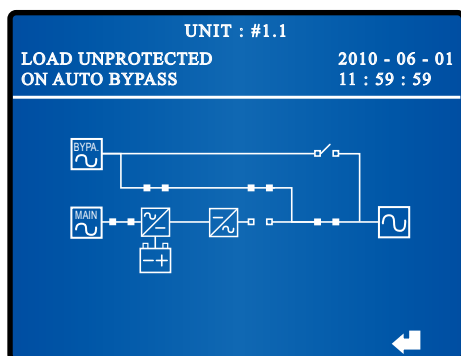 UNIT : #1.1
LOAD UNPROTECTED
ON AUTO BYPASS
2010 - 06 - 01
11 : 59 : 59
BYPA.
MAIN